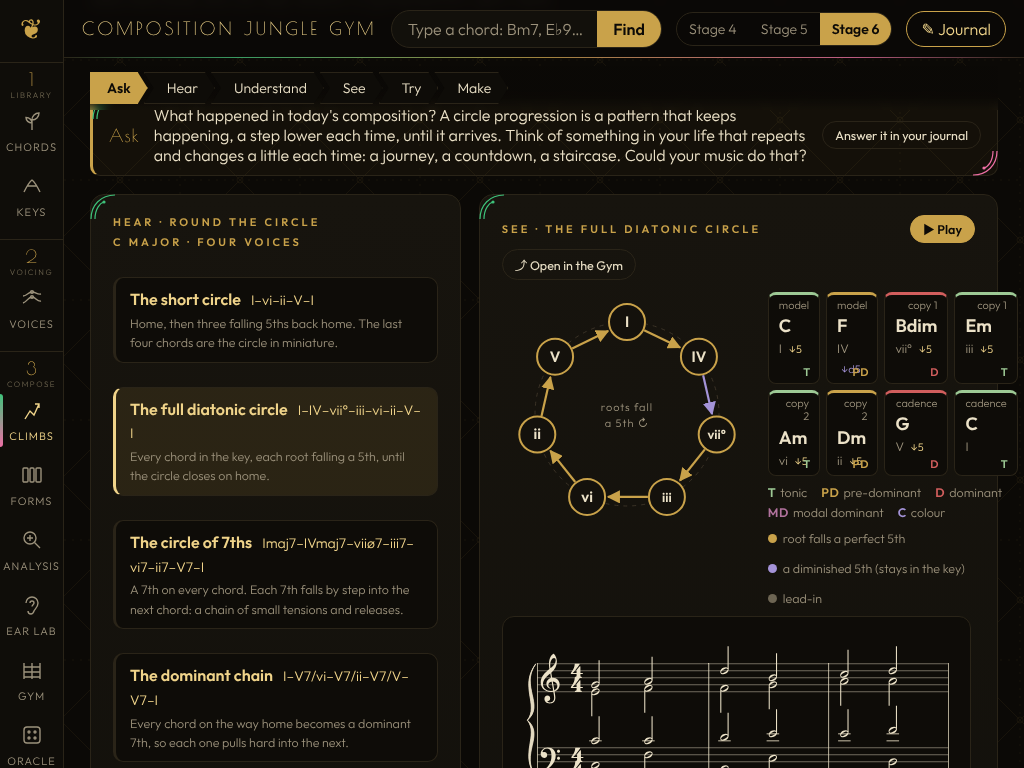 COMPOSITION JUNGLE GYM
Type a chord: Bm7, E♭9...
Find
Stage 4
Stage 5
Stage 6
✎ Journal
1
LIBRARY
CHORDS
KEYS
2
VOICING
VOICES
3
COMPOSE
CLIMBS
FORMS
ANALYSIS
EAR LAB
GYM
ORACLE
Ask
Hear
Understand
See
Try
Make
Ask
What happened in today's composition? A circle progression is a pattern that keeps
happening, a step lower each time, until it arrives. Think of something in your life that repeats
and changes a little each time: a journey, a countdown, a staircase. Could your music do that?
Answer it in your journal
HEAR · ROUND THE CIRCLE
C MAJOR · FOUR VOICES
The short circle I–vi–ii–V–I
Home, then three falling 5ths back home. The last
four chords are the circle in miniature.
The full diatonic circle I–IV–vii°–iii–vi–ii–V–
I
Every chord in the key, each root falling a 5th, until
the circle closes on home.
The circle of 7ths Imaj7–IVmaj7–viiø7–iii7–
vi7–ii7–V7–I
A 7th on every chord. Each 7th falls by step into the
next chord: a chain of small tensions and releases.
The dominant chain I–V7/vi–V7/ii–V7/V–
V7–I
Every chord on the way home becomes a dominant
7th, so each one pulls hard into the next.
SEE · THE FULL DIATONIC CIRCLE
▶ Play
⤴ Open in the Gym
I
IV
vii°
iii
vi
ii
V
roots fall
a 5th ↻
model
C
I ↓5
T
model
F
IV
↓d5
PD
copy 1
Bdim
vii° ↓5
D
copy 1
Em
iii ↓5
T
copy
2
Am
vi ↓5
T
copy
2
Dm
ii ↓5
PD
cadence
G
V ↓5
D
cadence
C
I
T
T tonic PD pre-dominant D dominant
MD modal dominant C colour
root falls a perfect 5th
a diminished 5th (stays in the key)
lead-in
4
4
4
4